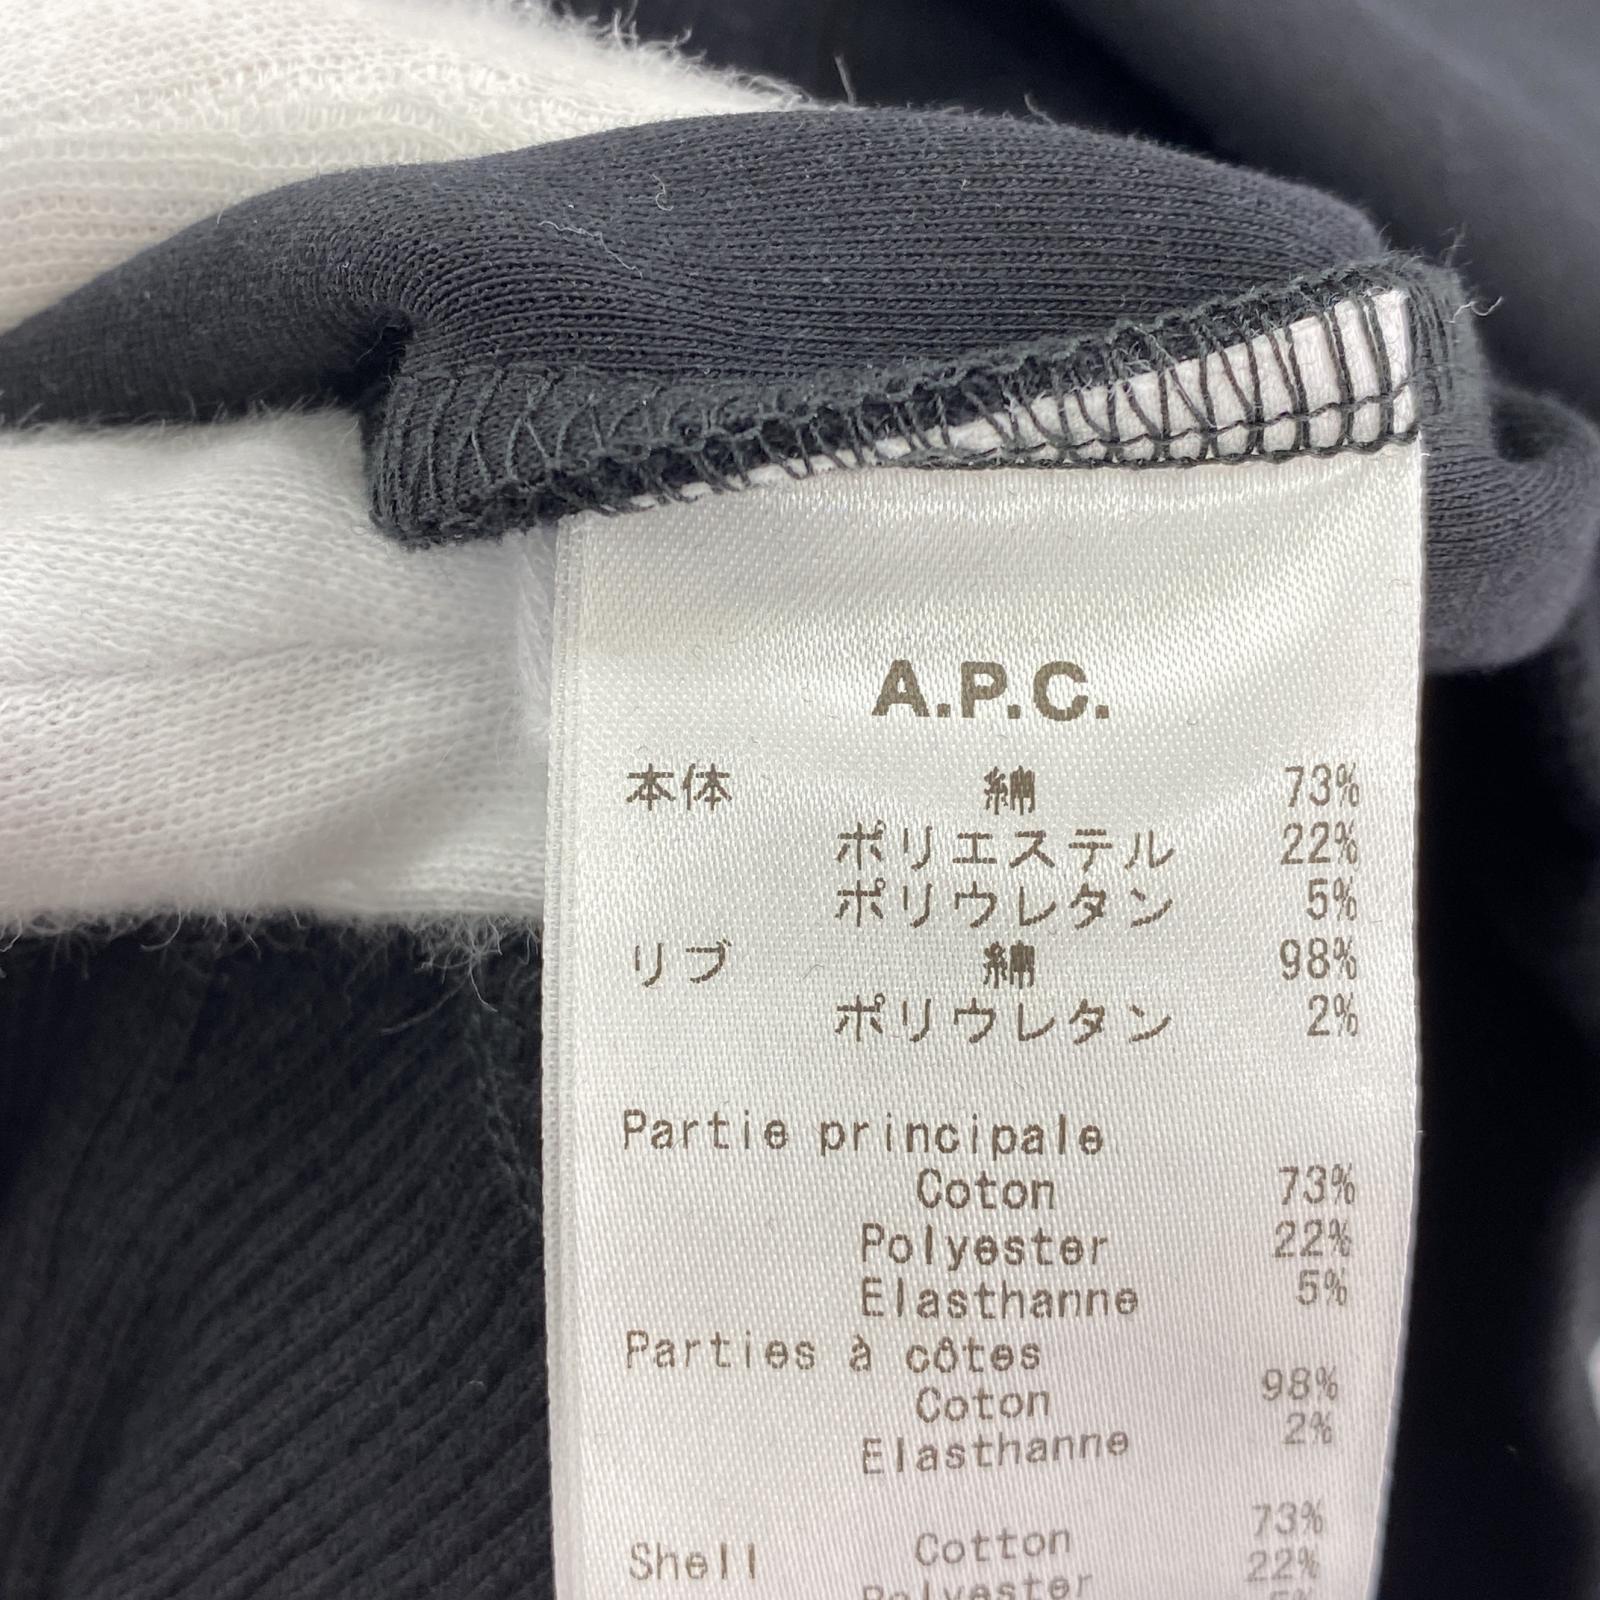 A.P.C.
本体 綿 73%
ポリエステル 22%
ポリウレタン 5%
リブ 綿 98%
ポリウレタン 2%
Partie principale
Coton 73%
Polyester 22%
Elasthanne 5%
Parties à côtes
Coton 98%
Elasthanne 2%
Shell Cotton 73%
Polyester 22%
5%